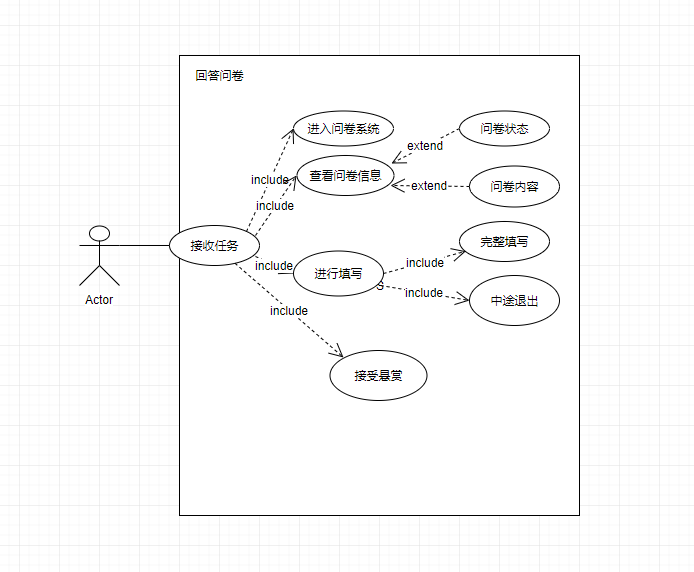 回答问卷
进入问卷系统
问卷状态
extend
查看问卷信息
include
extend
问卷内容
include
接收任务
完整填写
include
include
进行填写
include
中途退出
Actor
include
接受悬赏